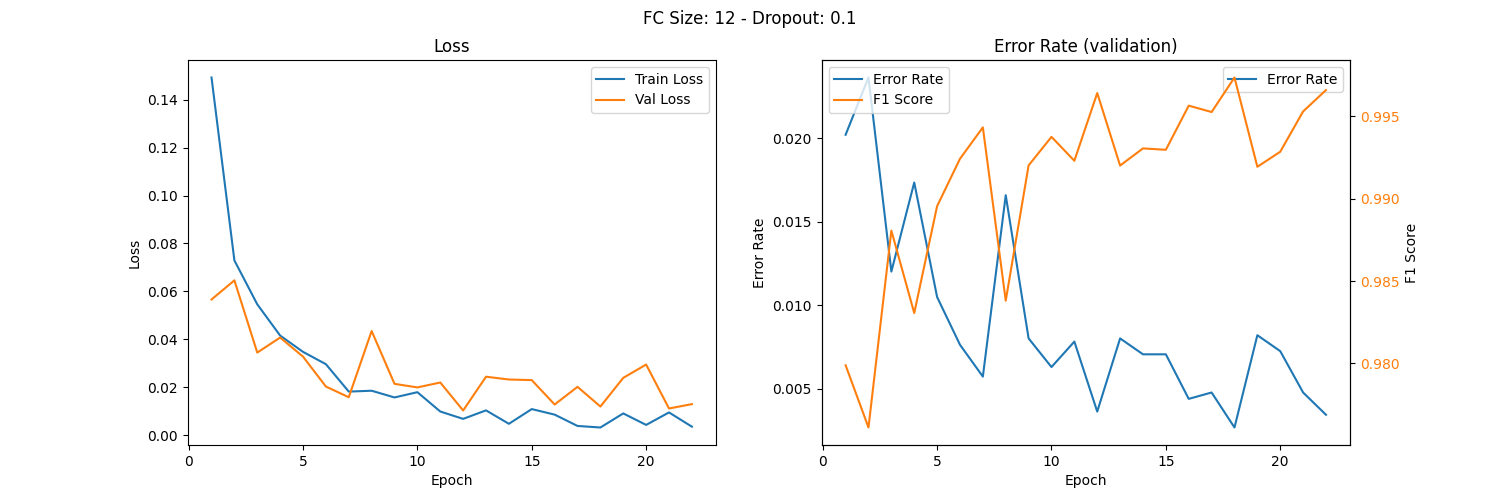 FC Size: 12 - Dropout: 0.1
Loss
Train Loss
Val Loss
0.14
0.12
0.10
0.08
0.06
0.04
0.02
0.00
Loss
0
5
10
15
20
Epoch
Error Rate (validation)
Error Rate
F1 Score
Error Rate
0.020
0.015
0.010
0.005
Error Rate
0.995
0.990
0.985
0.980
F1 Score
0
5
10
15
20
Epoch